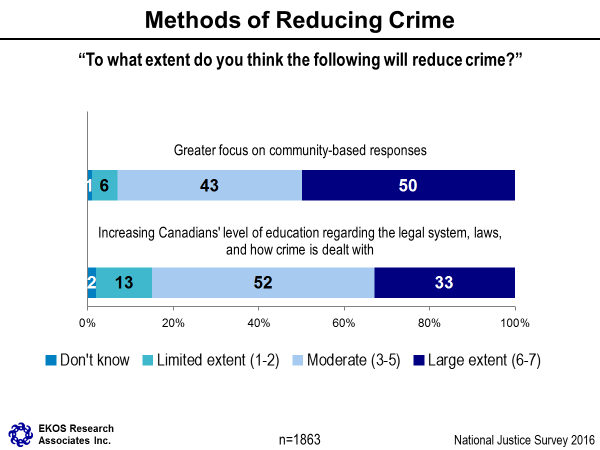 Methods of Reducing Crime
“To what extent do you think the following will reduce crime?”
Greater focus on community-based responses
1 6 43 50
Increasing Canadians' level of education regarding the legal system, laws,
and how crime is dealt with
2 13 52 33
0% 20% 40% 60% 80% 100%
Don't know Limited extent (1-2) Moderate (3-5) Large extent (6-7)
EKOS Research
Associates Inc.
n=1863
National Justice Survey 2016